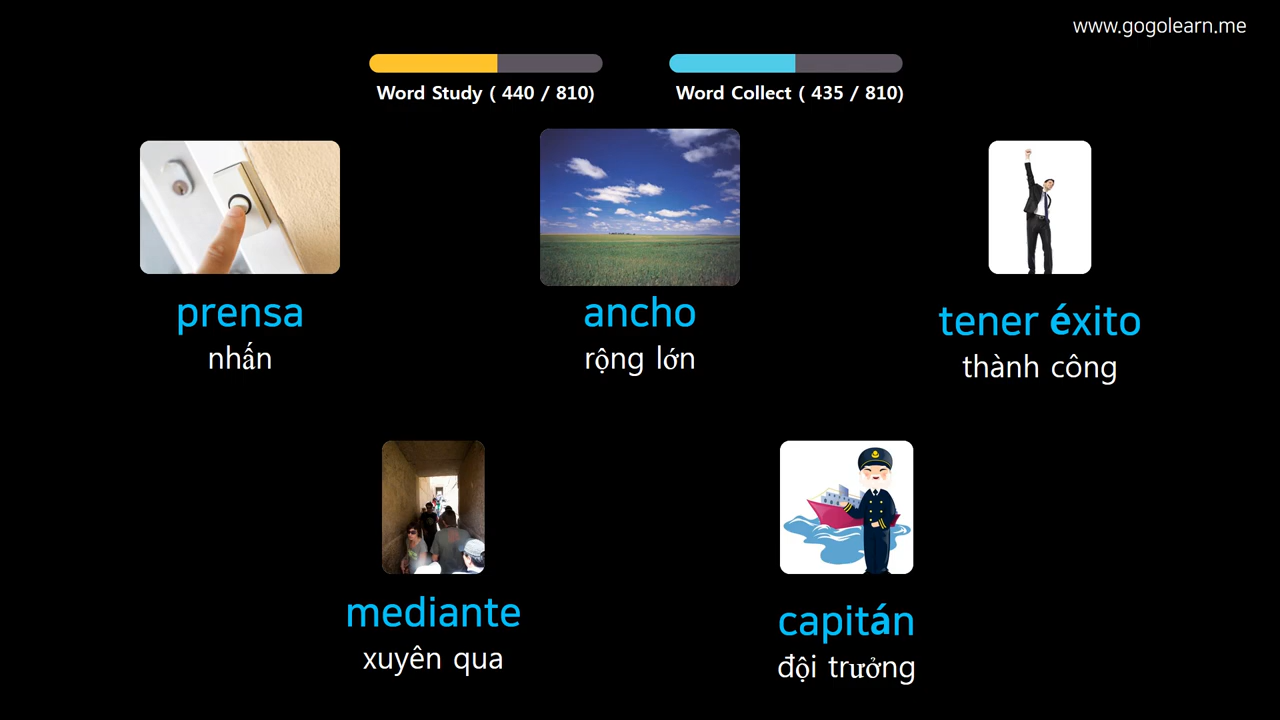 www.gogolearn.me
Word Study ( 440 / 810)
Word Collect ( 435 / 810)
prensa
nhấn
ancho
rộng lớn
tener éxito
thành công
mediante
xuyên qua
capitán
đội trưởng